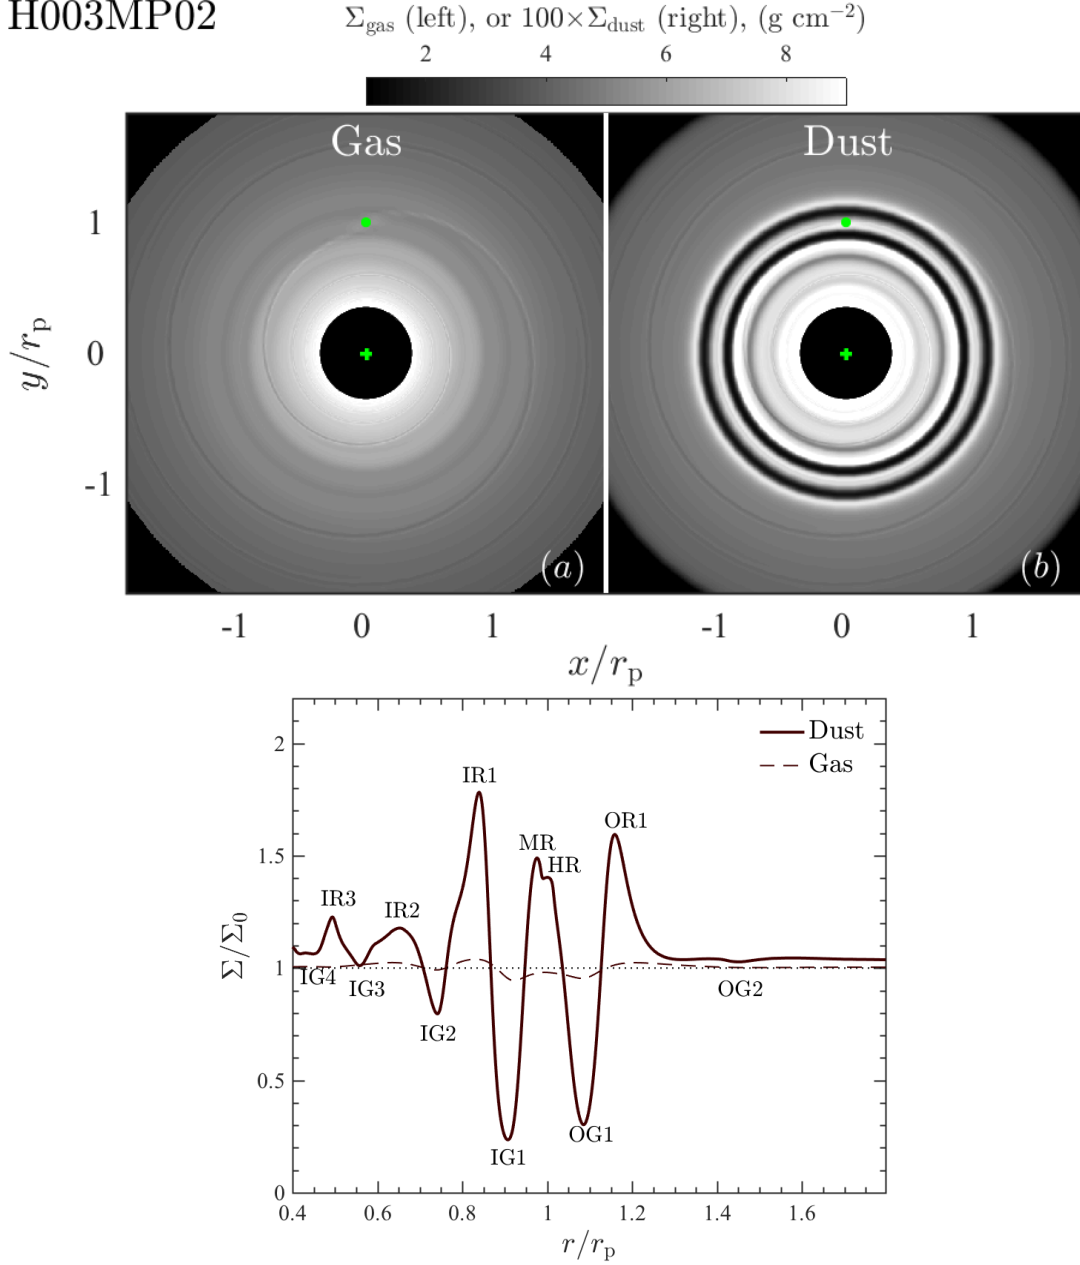 H003MP02
Σgas (left), or 100×Σdust (right), (g cm−2)
2 4 6 8
Gas
Dust
1
0
-1
y/rp
(a)
(b)
-1 0 1
-1 0 1
x/rp
Dust
Gas
2
1.5
1
0.5
0
Σ/Σ0
IR1
OR1
MR
HR
IR3
IR2
IG4
IG3
OG2
IG2
OG1
IG1
0.4 0.6 0.8 1 1.2 1.4 1.6
r/rp